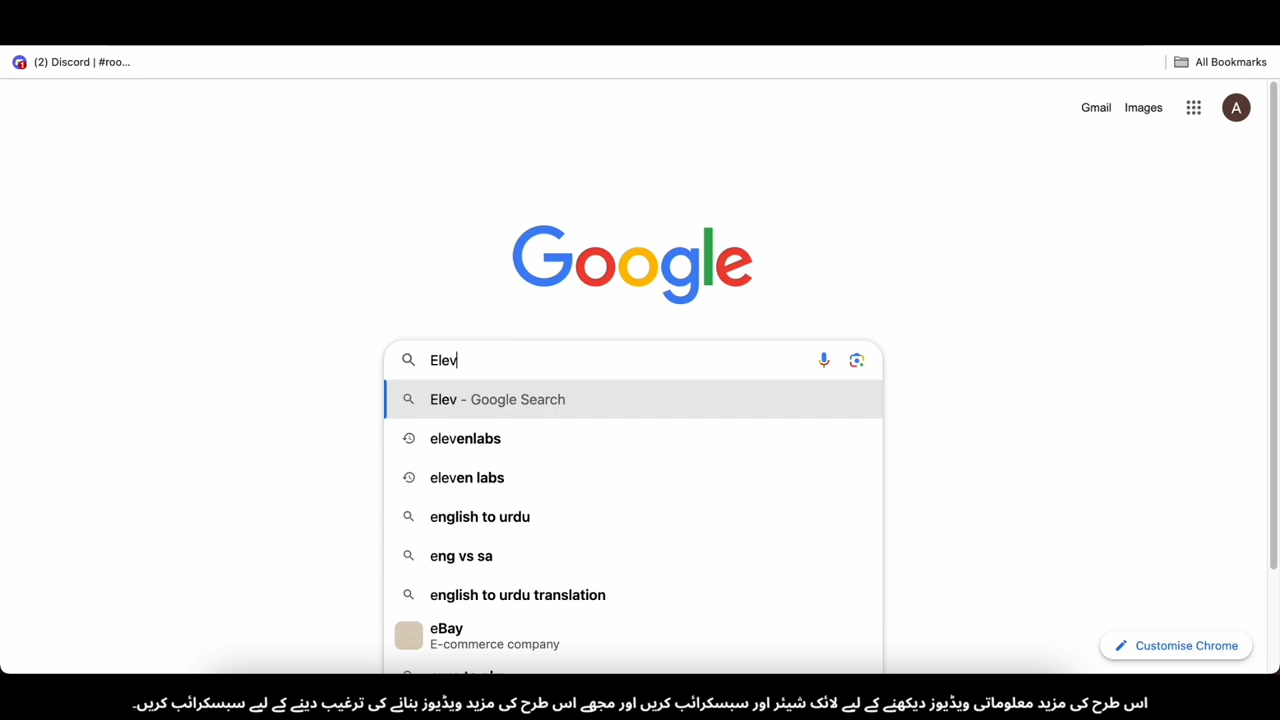 (2) Discord | #roo...
All Bookmarks
Gmail
Images
A
Google
Elev
Elev - Google Search
elevenlabs
eleven labs
english to urdu
eng vs sa
english to urdu translation
eBay
E-commerce company
Customise Chrome
اس طرح کی مزید معلوماتی ویڈیوز دیکھنے کے لیے لائک شیئر اور سبسکرائب کریں اور مجھے اس طرح کی مزید ویڈیوز بنانے کی ترغیب دینے کے لیے سبسکرائب کریں۔